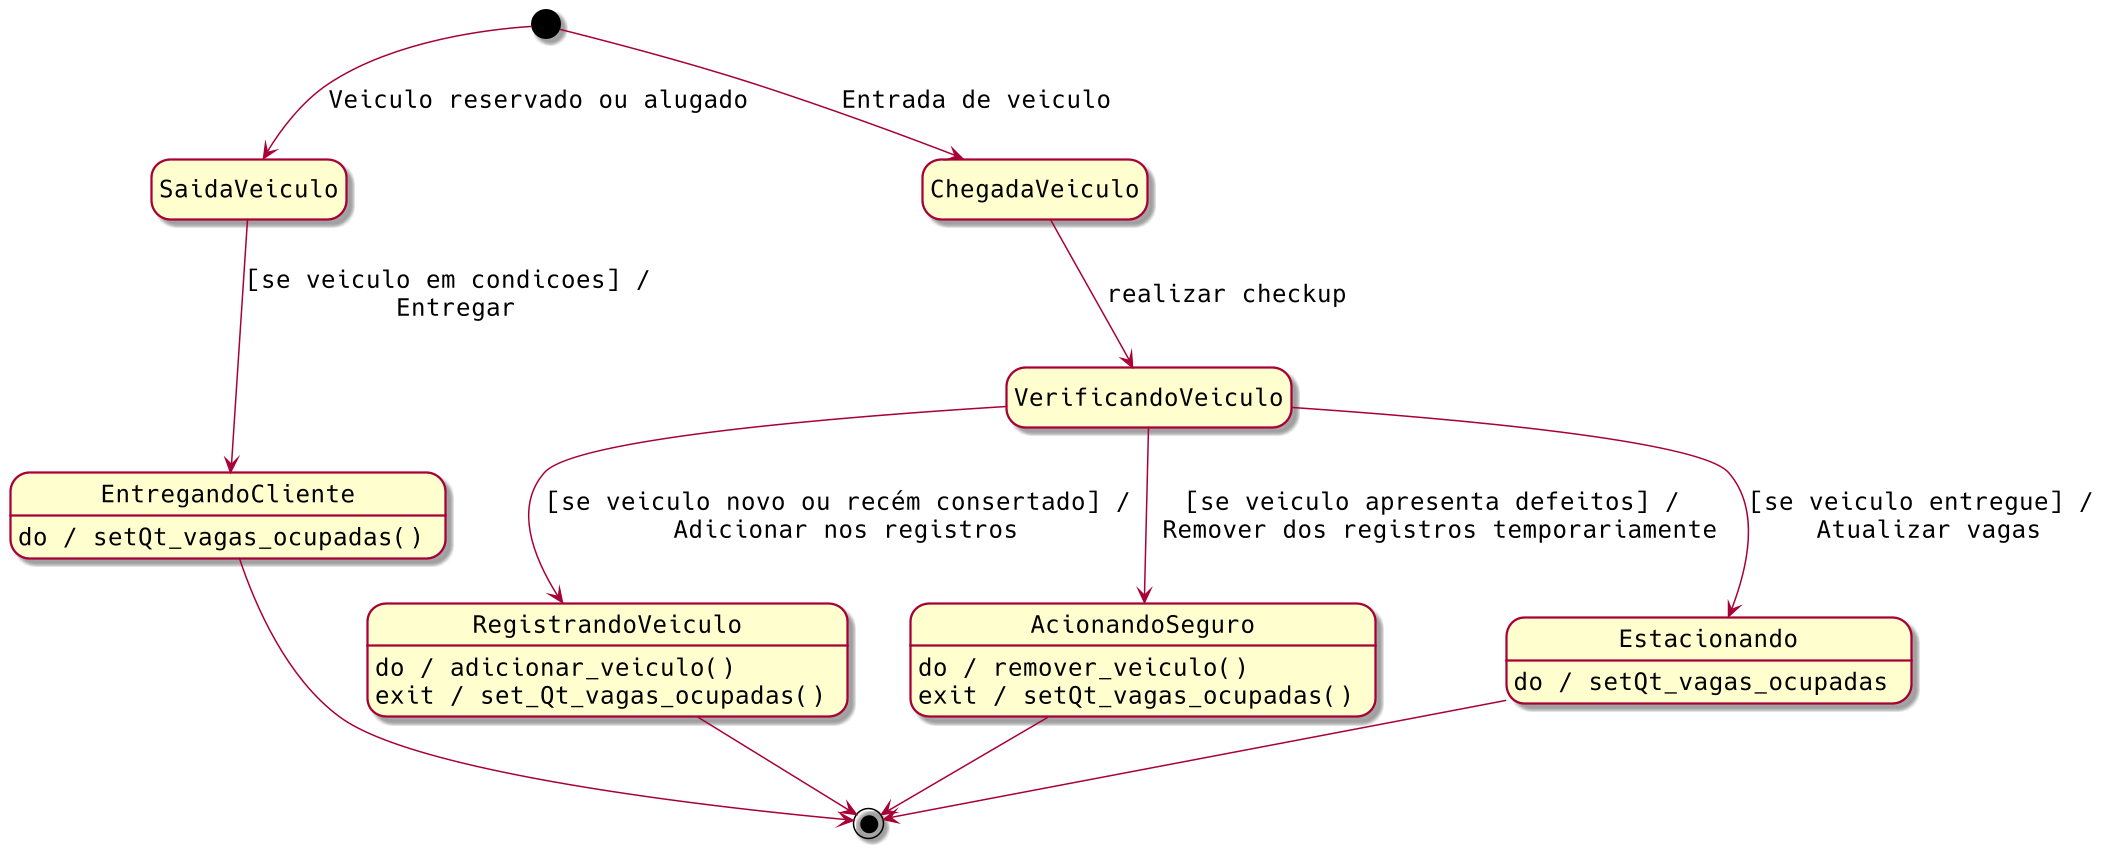 Veiculo reservado ou alugado
Entrada de veiculo
SaidaVeiculo
ChegadaVeiculo
[se veiculo em condicoes] /
Entregar
realizar checkup
VerificandoVeiculo
EntregandoCliente
do / setQt_vagas_ocupadas()
[se veiculo novo ou recém consertado] /
Adicionar nos registros
[se veiculo apresenta defeitos] /
Remover dos registros temporariamente
[se veiculo entregue] /
Atualizar vagas
RegistrandoVeiculo
do / adicionar_veiculo()
exit / set_Qt_vagas_ocupadas()
AcionandoSeguro
do / remover_veiculo()
exit / setQt_vagas_ocupadas()
Estacionando
do / setQt_vagas_ocupadas